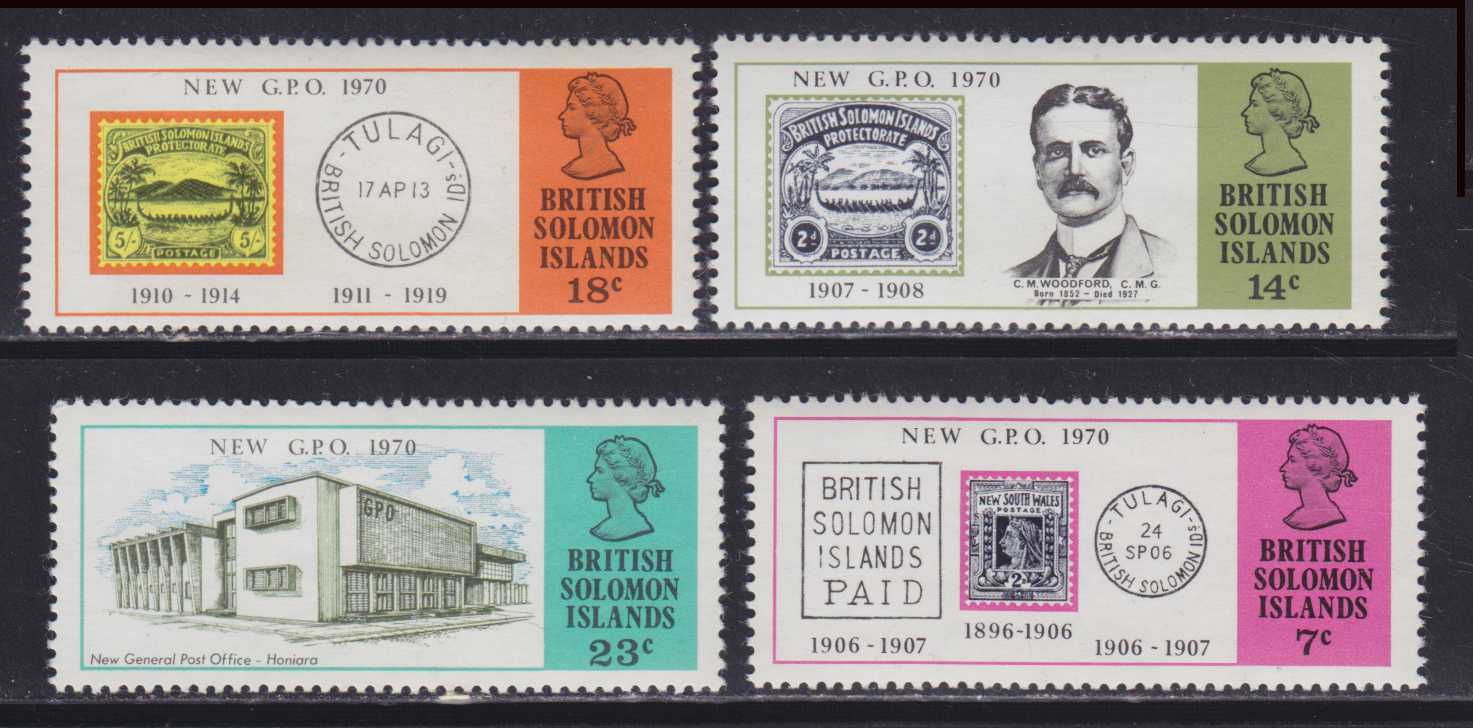 NEW G.P.O. 1970
BRITISH SOLOMON ISLANDS
PROTECTORATE
5/- 5/-
POSTAGE
1910 - 1914
TULAGI
17 AP 13
BRITISH SOLOMON IDs
1911 - 1919
BRITISH
SOLOMON
ISLANDS
18c
NEW G.P.O. 1970
BRITISH SOLOMON ISLANDS
PROTECTORATE
2d 2d
POSTAGE
1907 - 1908
C. M. WOODFORD, C. M. G.
Born 1852 - Died 1927
BRITISH
SOLOMON
ISLANDS
14c
NEW G.P.O. 1970
GPO
New General Post Office - Honiara
BRITISH
SOLOMON
ISLANDS
23c
NEW G.P.O. 1970
BRITISH
SOLOMON
ISLANDS
PAID
1906 - 1907
NEW SOUTH WALES
POSTAGE
2D
1896-1906
TULAGI
24
SP06
BRITISH SOLOMON IDs
1906 - 1907
BRITISH
SOLOMON
ISLANDS
7c